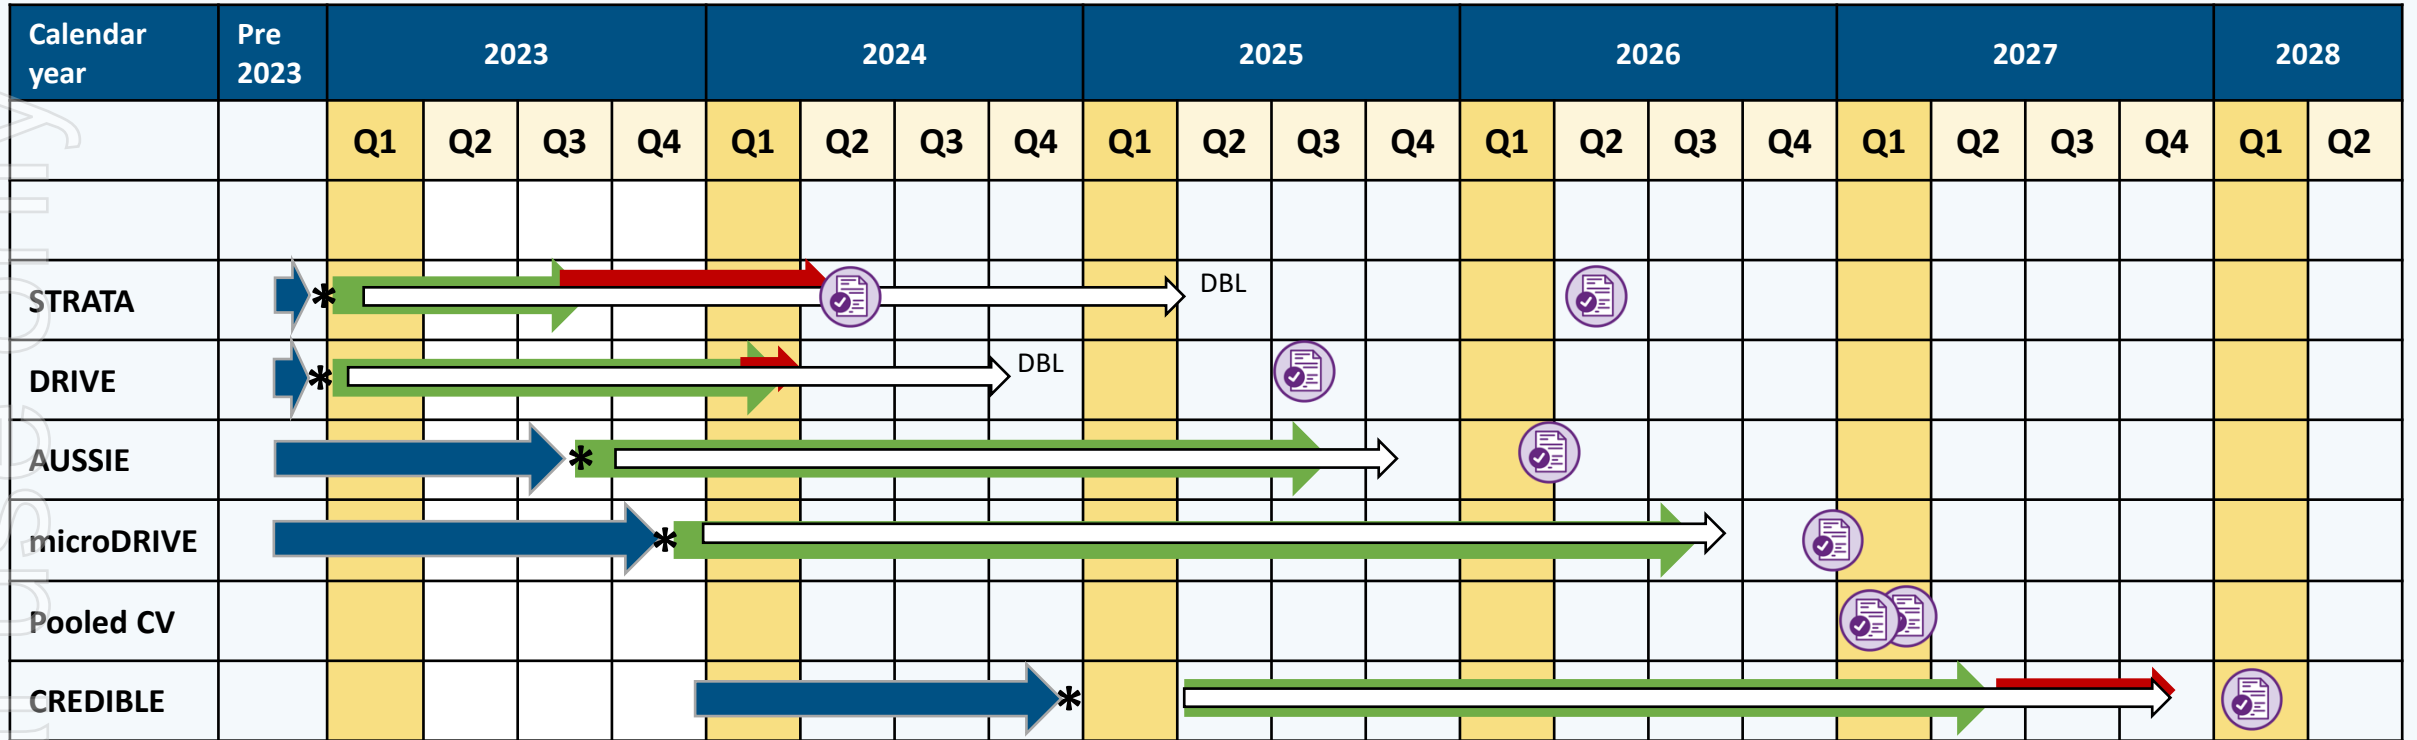 Calendar year
Pre 2023
2023
2024
2025
2026
2027
2028
Q1 Q2 Q3 Q4 Q1 Q2 Q3 Q4 Q1 Q2 Q3 Q4 Q1 Q2 Q3 Q4 Q1 Q2 Q3 Q4 Q1 Q2
STRATA * DBL
DRIVE * DBL
AUSSIE *
microDRIVE *
Pooled CV
CREDIBLE *